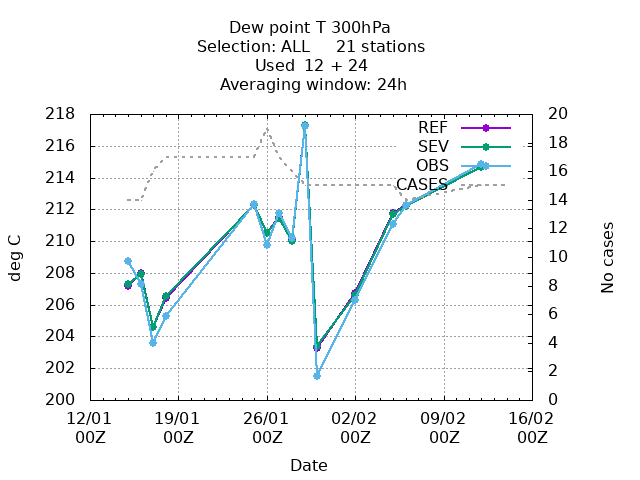 Dew point T 300hPa
Selection: ALL     21 stations
Used  12 + 24
Averaging window: 24h
218 20
216 18
214 16
212 14
210 12
208 10
206 8
204 6
202 4
200 2
0
REF
SEV
OBS
CASES
deg C
No cases
12/01 19/01 26/01 02/02 09/02 16/02
00Z 00Z 00Z 00Z 00Z 00Z
Date